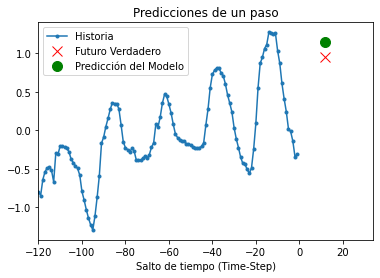 Predicciones de un paso
Historia
Futuro Verdadero
Predicción del Modelo
1.0
0.5
0.0
−0.5
−1.0
−120 −100 −80 −60 −40 −20 0 20
Salto de tiempo (Time-Step)